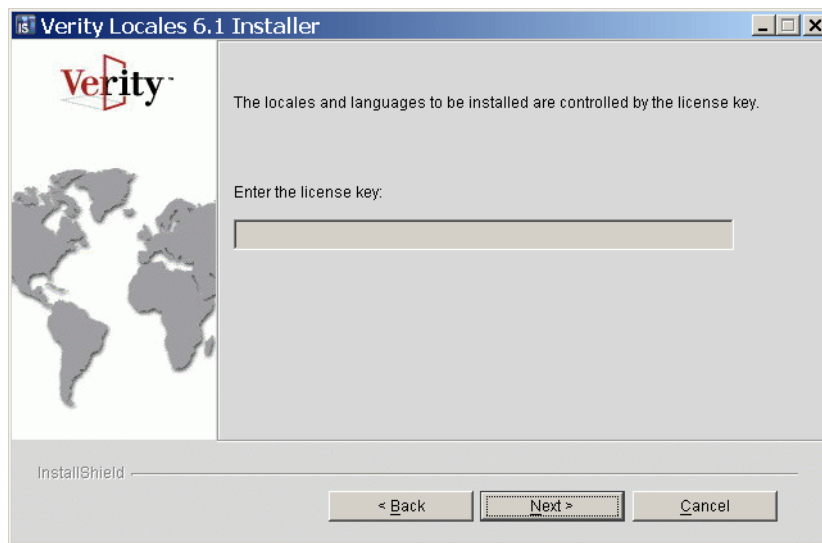 Verity Locales 6.1 Installer
Verity™
The locales and languages to be installed are controlled by the license key.
Enter the license key:
InstallShield
< Back
Next >
Cancel